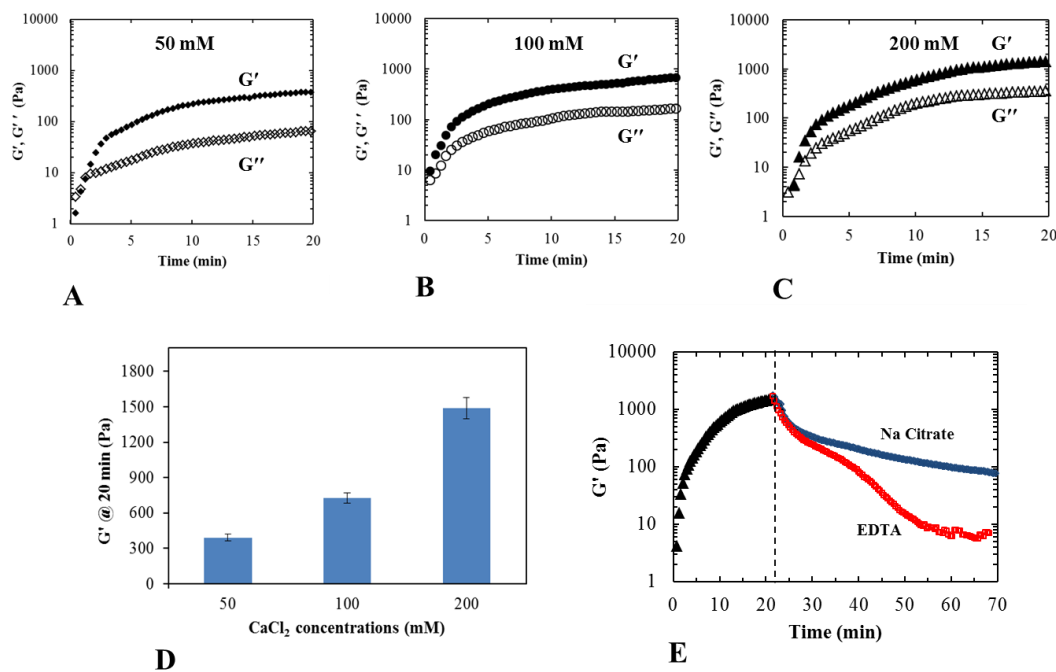 10000
1000
100
10
1
G′, G′ ′ (Pa)
50 mM
G′
G′′
0 5 10 15 20
Time (min)
A
10000
1000
100
10
1
G′, G′ ′ (Pa)
100 mM
G′
G′′
0 5 10 15 20
Time (min)
B
10000
1000
100
10
1
G′, G″ (Pa)
200 mM
G′
G′′
0 5 10 15 20
Time (min)
C
1800
1500
1200
900
600
300
0
G' @ 20 min (Pa)
50 100 200
CaCl₂ concentrations (mM)
D
10000
1000
100
10
1
G' (Pa)
Na Citrate
EDTA
0 10 20 30 40 50 60 70
Time (min)
E